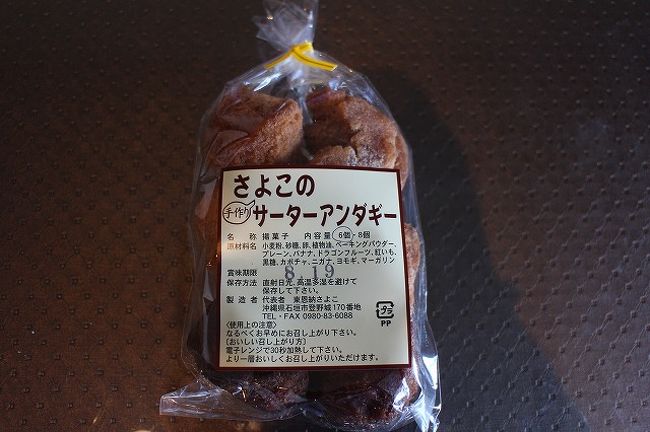 さよこの
手作り サーターアンダギー
名 称 揚菓子 内容量 6個・8個
原材料名 小麦粉、砂糖、卵、植物油、ベーキングパウダー、
プレーン、バナナ、ドラゴンフルーツ、紅いも、
黒糖、カボチャ、ニガナ、ヨモギ、マーガリン
賞味期限 8.19
保存方法 直射日光、高温多湿を避けて
保存して下さい。
製造者 代表者 東恩納さよこ
沖縄県石垣市登野城170番地
TEL・FAX 0980-83-6088
〈使用上の注意〉
なるべくお早めにお召し上がり下さい。
〔おいしい召し上がり方〕
電子レンジで30秒加熱して下さい。
より一層おいしくお召し上がりいただけます。
プラ
PP